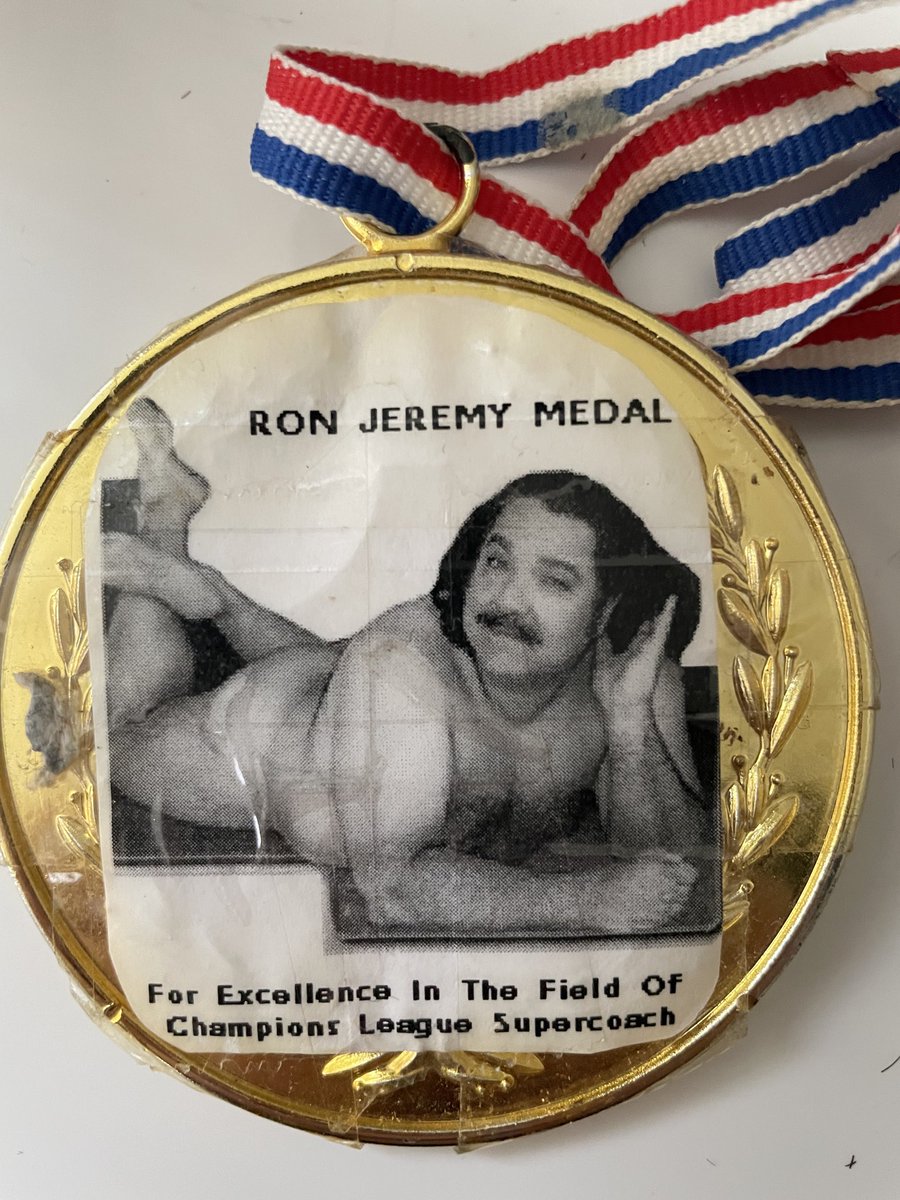 RON JEREMY MEDAL
For Excellence In The Field Of
Champions League Supercoach